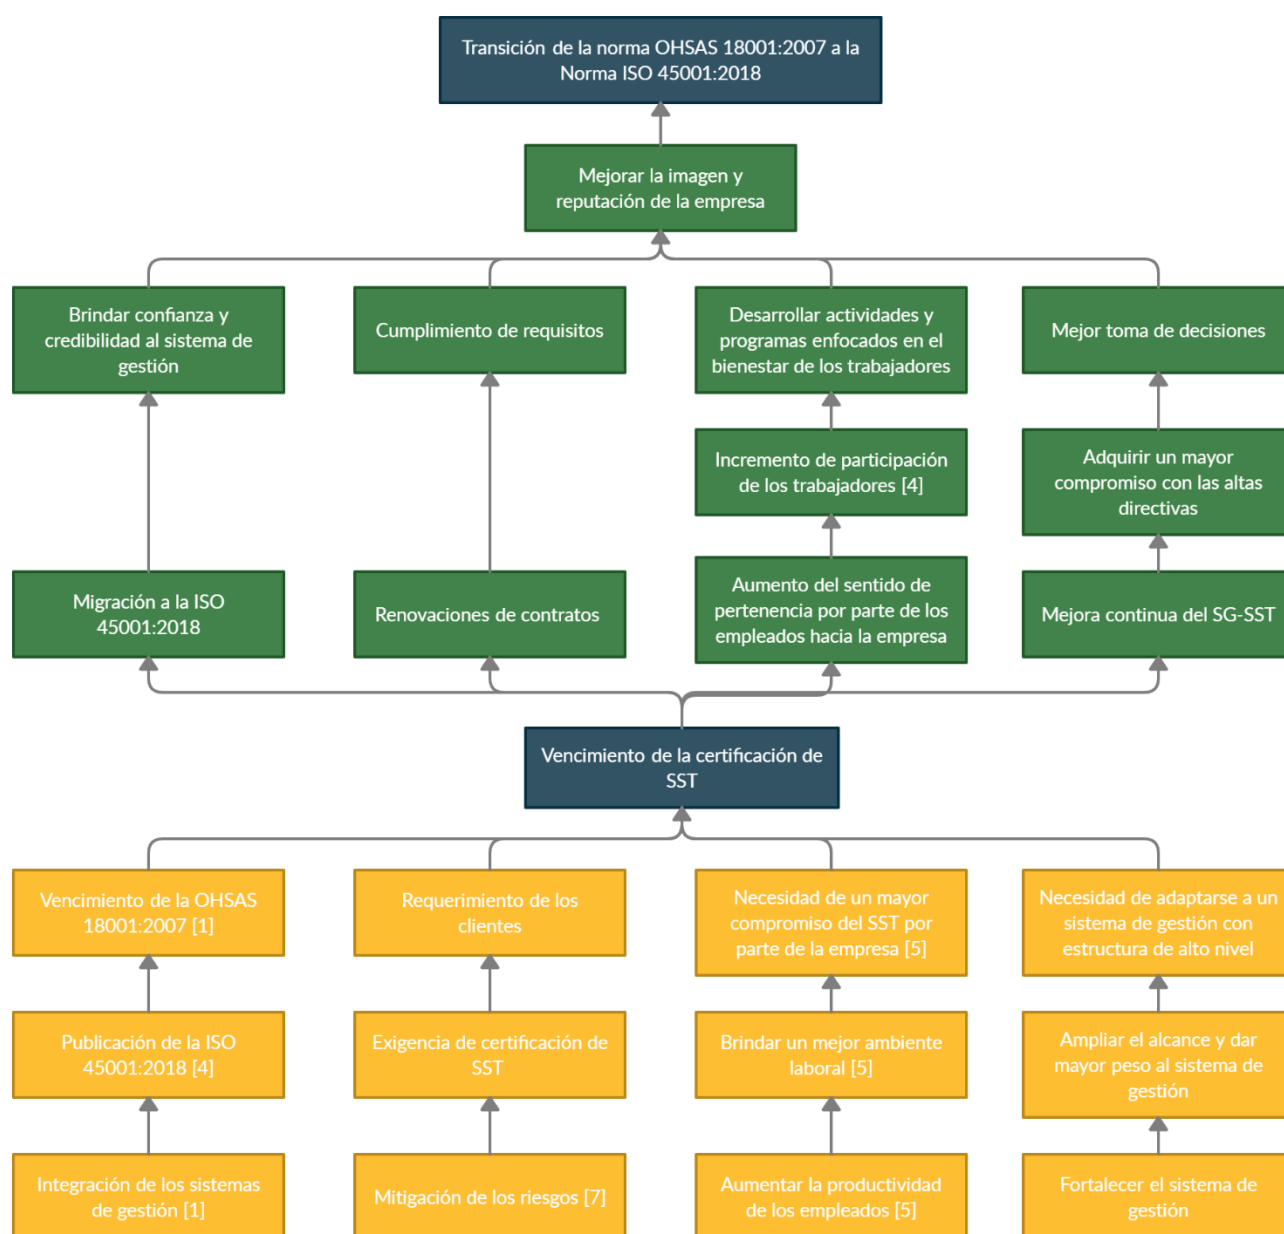 Transición de la norma OHSAS 18001:2007 a la
Norma ISO 45001:2018
Mejorar la imagen y
reputación de la empresa
Brindar confianza y
credibilidad al sistema de
gestión
Cumplimiento de requisitos
Desarrollar actividades y
programas enfocados en el
bienestar de los trabajadores
Mejor toma de decisiones
Incremento de participación
de los trabajadores [4]
Adquirir un mayor
compromiso con las altas
directivas
Migración a la ISO
45001:2018
Renovaciones de contratos
Aumento del sentido de
pertenencia por parte de los
empleados hacia la empresa
Mejora continua del SG-SST
Vencimiento de la certificación de
SST
Vencimiento de la OHSAS
18001:2007 [1]
Requerimiento de los
clientes
Necesidad de un mayor
compromiso del SST por
parte de la empresa [5]
Necesidad de adaptarse a un
sistema de gestión con
estructura de alto nivel
Publicación de la ISO
45001:2018 [4]
Exigencia de certificación de
SST
Brindar un mejor ambiente
laboral [5]
Ampliar el alcance y dar
mayor peso al sistema de
gestión
Integración de los sistemas
de gestión [1]
Mitigación de los riesgos [7]
Aumentar la productividad
de los empleados [5]
Fortalecer el sistema de
gestión